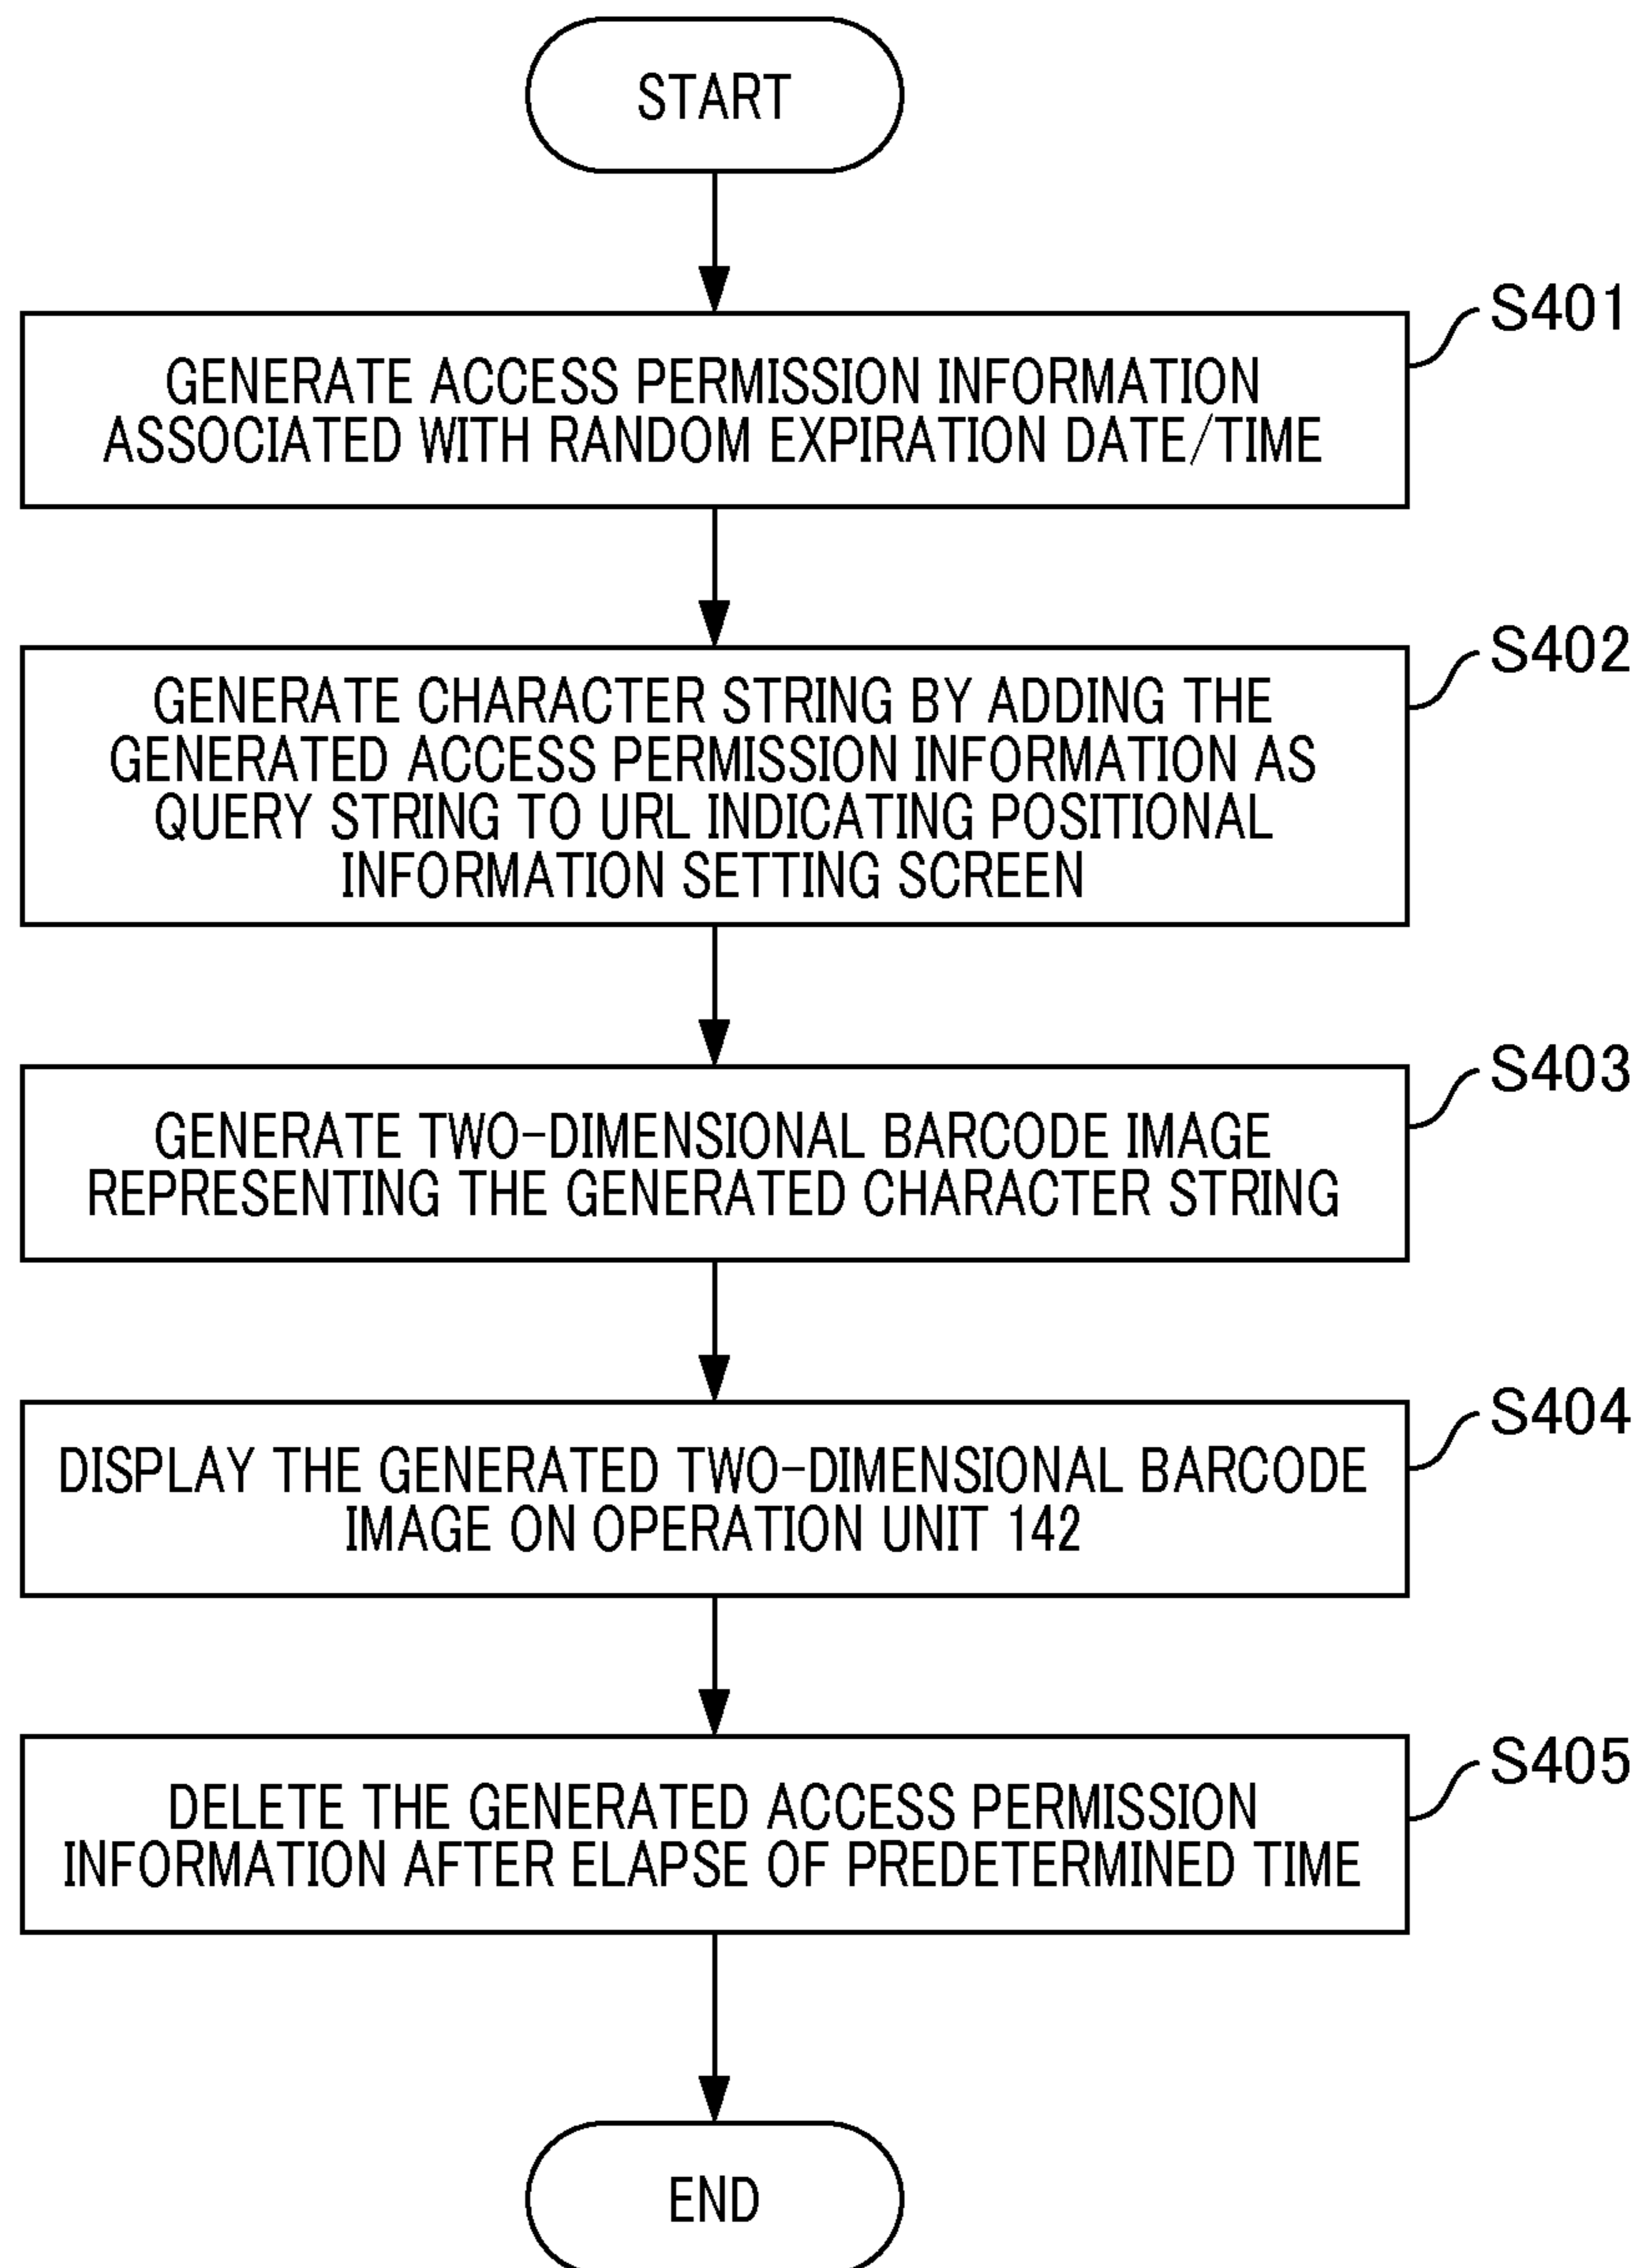 START
S401
GENERATE ACCESS PERMISSION INFORMATION
ASSOCIATED WITH RANDOM EXPIRATION DATE/TIME
S402
GENERATE CHARACTER STRING BY ADDING THE
GENERATED ACCESS PERMISSION INFORMATION AS
QUERY STRING TO URL INDICATING POSITIONAL
INFORMATION SETTING SCREEN
S403
GENERATE TWO-DIMENSIONAL BARCODE IMAGE
REPRESENTING THE GENERATED CHARACTER STRING
S404
DISPLAY THE GENERATED TWO-DIMENSIONAL BARCODE
IMAGE ON OPERATION UNIT 142
S405
DELETE THE GENERATED ACCESS PERMISSION
INFORMATION AFTER ELAPSE OF PREDETERMINED TIME
END